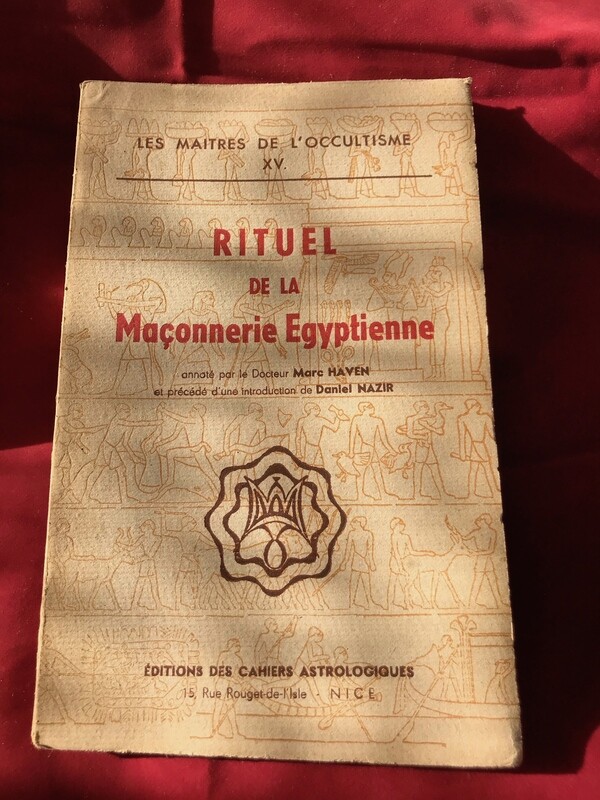 LES MAITRES DE L'OCCULTISME
XV.
RITUEL
DE LA
Maçonnerie Egyptienne
annoté par le Docteur Marc HAVEN
et précédé d'une introduction de Daniel NAZIR
ÉDITIONS DES CAHIERS ASTROLOGIQUES
15, Rue Rouget-de-l'Isle - NICE